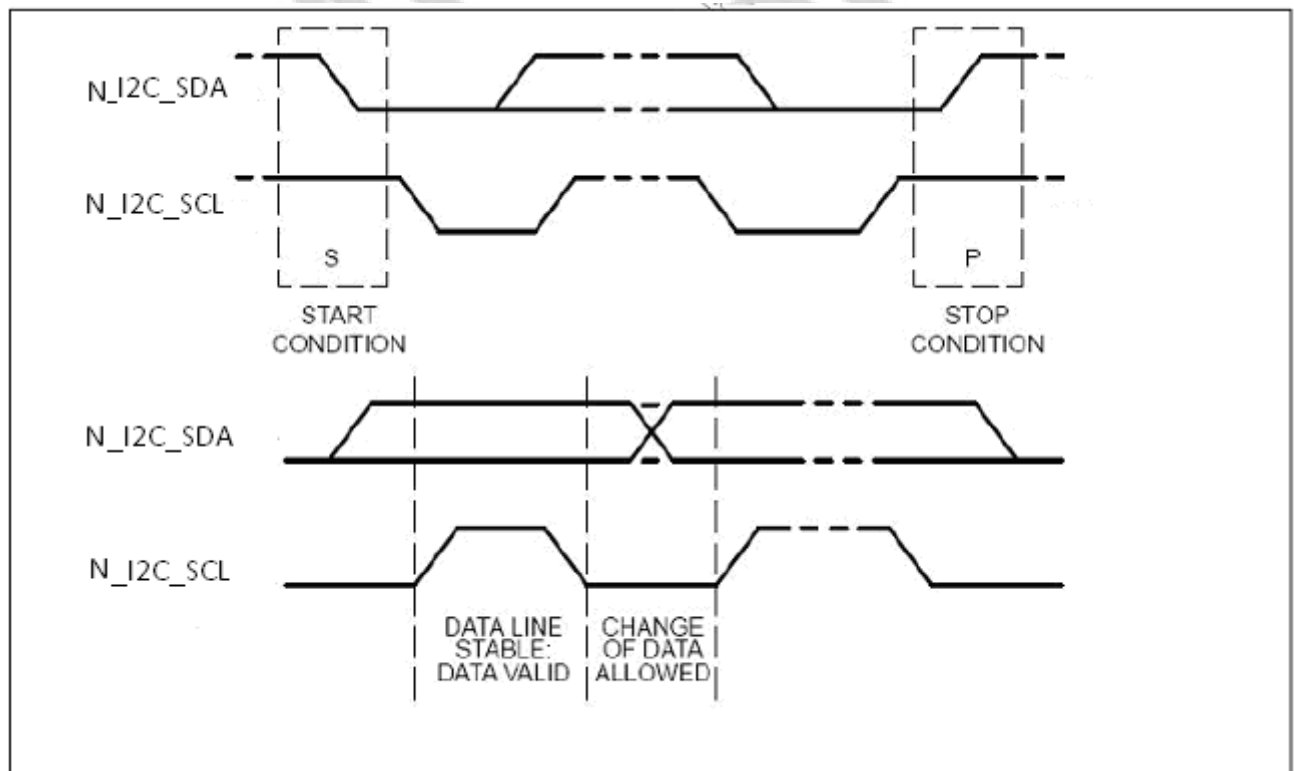 N_I2C_SDA
N_I2C_SCL
S
P
START
CONDITION
STOP
CONDITION
N_I2C_SDA
N_I2C_SCL
DATA LINE
STABLE:
DATA VALID
CHANGE
OF DATA
ALLOWED